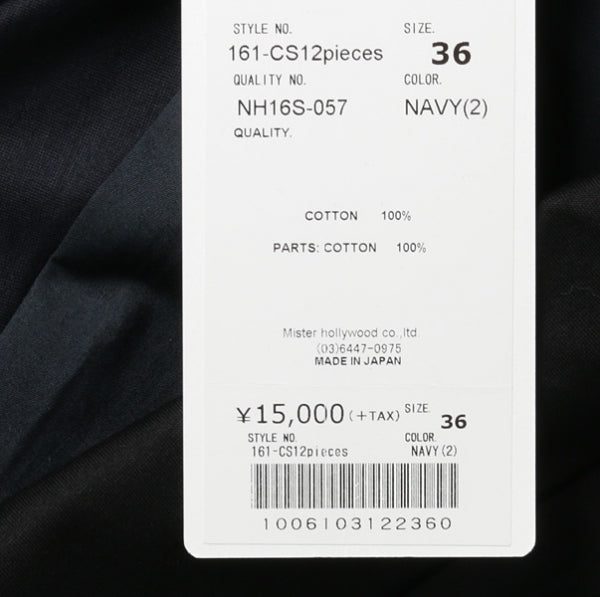 STYLE NO. SIZE.
161-CS12pieces 36
QUALITY NO. COLOR.
NH16S-057 NAVY(2)
QUALITY.
COTTON 100%
PARTS: COTTON 100%
Mister hollywood co.,ltd.
(03)6447-0975
MADE IN JAPAN
¥15,000(+TAX) SIZE. 36
STYLE NO. COLOR.
161-CS12pieces NAVY(2)
1006103122360